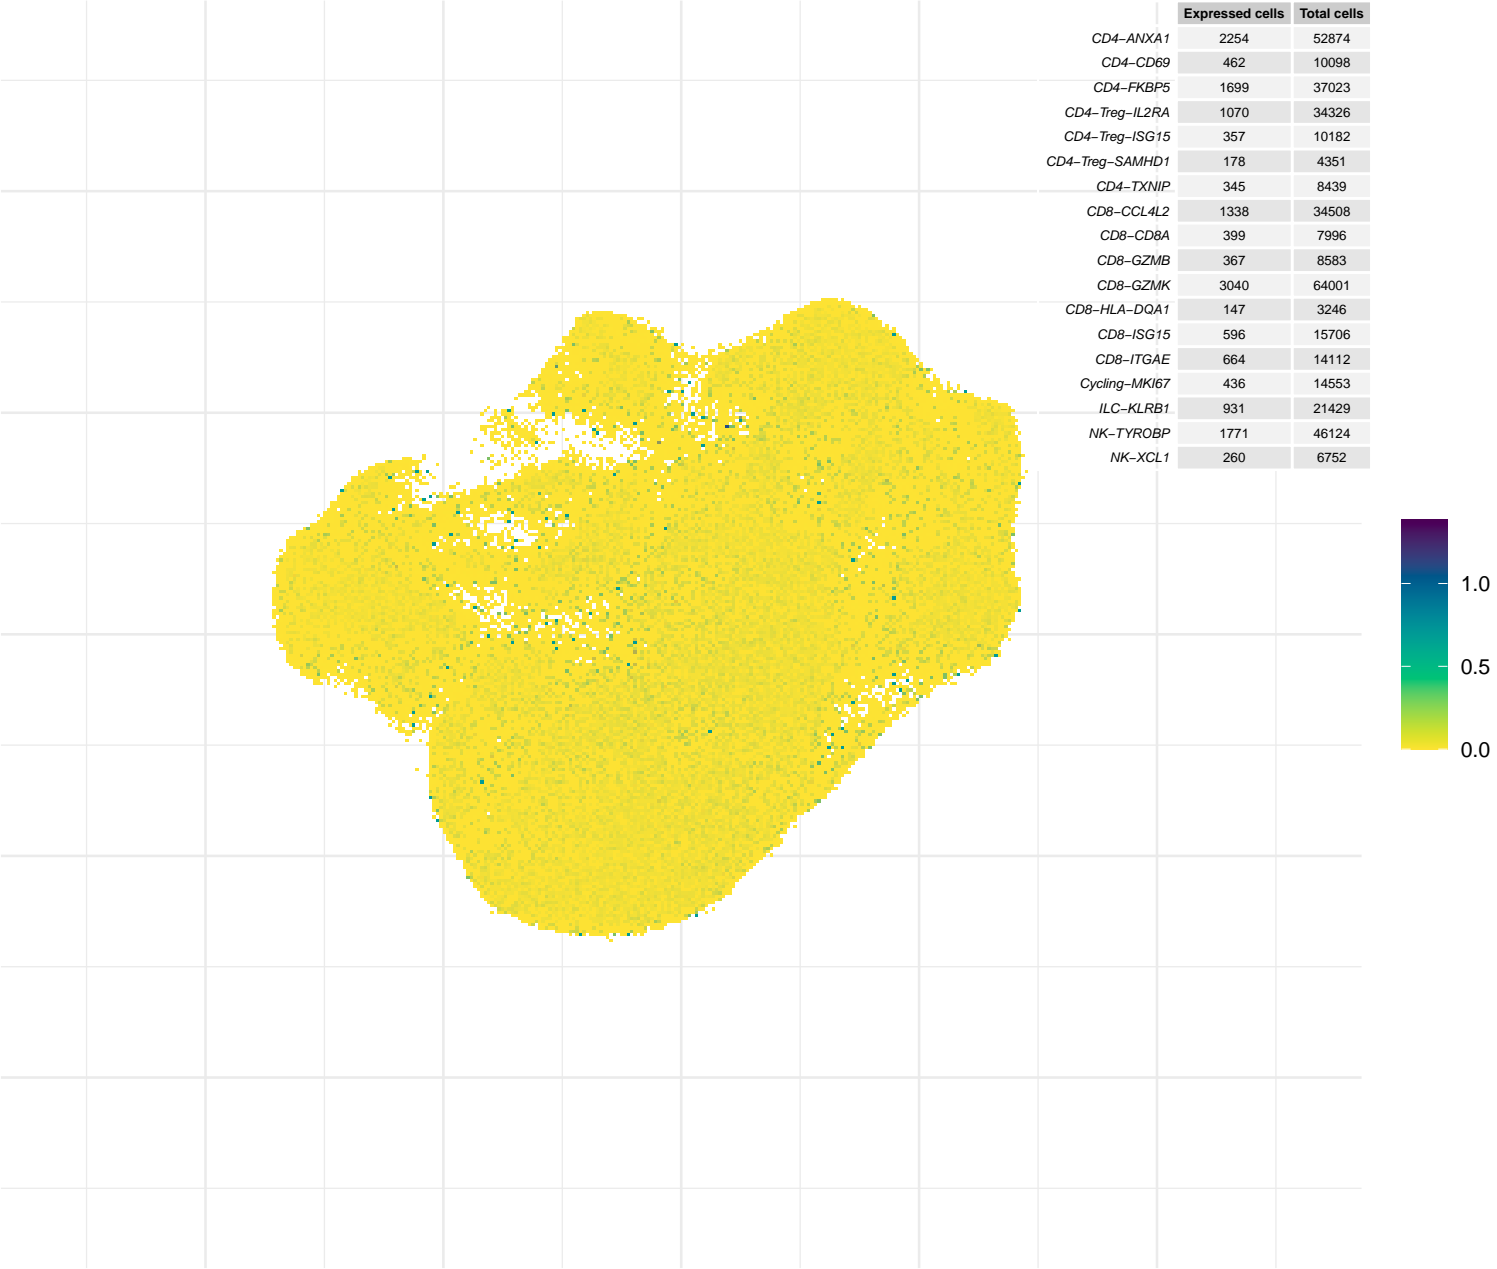 Expressed cells Total cells
CD4−ANXA1 2254 52874
CD4−CD69 462 10098
CD4−FKBP5 1699 37023
CD4−Treg−IL2RA 1070 34326
CD4−Treg−ISG15 357 10182
CD4−Treg−SAMHD1 178 4351
CD4−TXNIP 345 8439
CD8−CCL4L2 1338 34508
CD8−CD8A 399 7996
CD8−GZMB 367 8583
CD8−GZMK 3040 64001
CD8−HLA−DQA1 147 3246
CD8−ISG15 596 15706
CD8−ITGAE 664 14112
Cycling−MKI67 436 14553
ILC−KLRB1 931 21429
NK−TYROBP 1771 46124
NK−XCL1 260 6752
1.0
0.5
0.0